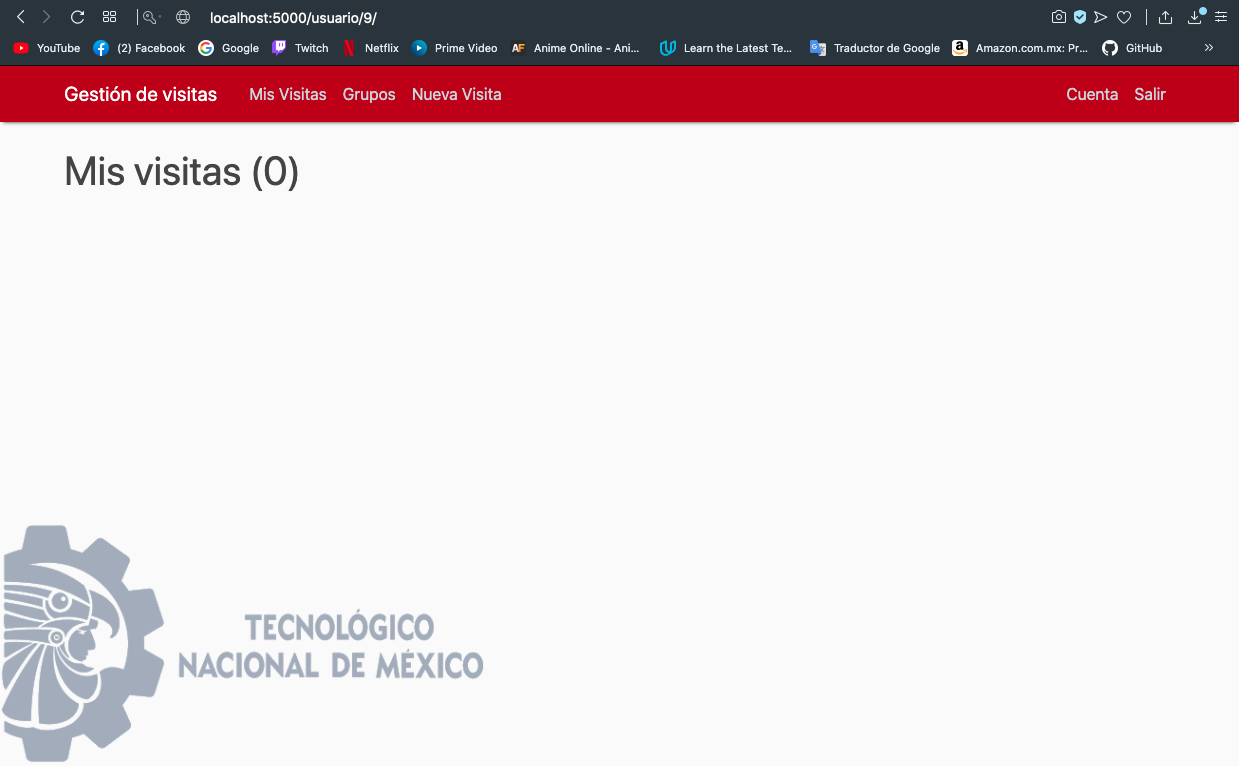 localhost:5000/usuario/9/
YouTube (2) Facebook Google Twitch Netflix Prime Video AF Anime Online - Ani... Learn the Latest Te... Traductor de Google Amazon.com.mx: Pr... GitHub »
Gestión de visitas Mis Visitas Grupos Nueva Visita Cuenta Salir
Mis visitas (0)
TECNOLÓGICO
NACIONAL DE MÉXICO